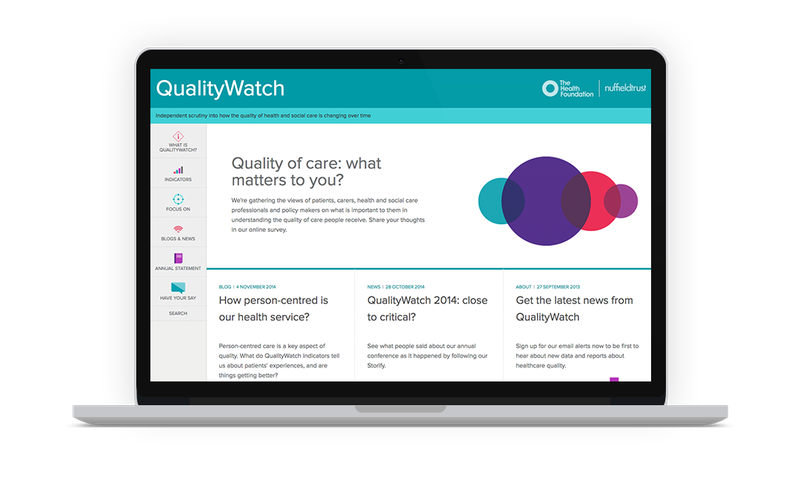 QualityWatch
The
Health
Foundation
nuffieldtrust
Independent scrutiny into how the quality of health and social care is changing over time
WHAT IS
QUALITYWATCH?
INDICATORS
FOCUS ON
BLOGS & NEWS
ANNUAL STATEMENT
HAVE YOUR SAY
SEARCH
Quality of care: what
matters to you?
We're gathering the views of patients, carers, health and social care
professionals and policy makers on what is important to them in
understanding the quality of care people receive. Share your thoughts
in our online survey.
BLOG | 4 NOVEMBER 2014
How person-centred is
our health service?
Person-centred care is a key aspect of
quality. What do QualityWatch indicators tell
us about patients' experiences, and are
things getting better?
NEWS | 28 OCTOBER 2014
QualityWatch 2014: close
to critical?
See what people said about our annual
conference as it happened by following our
Storify.
ABOUT | 27 SEPTEMBER 2013
Get the latest news from
QualityWatch
Sign up for our email alerts now to be first to
hear about new data and reports about
healthcare quality.